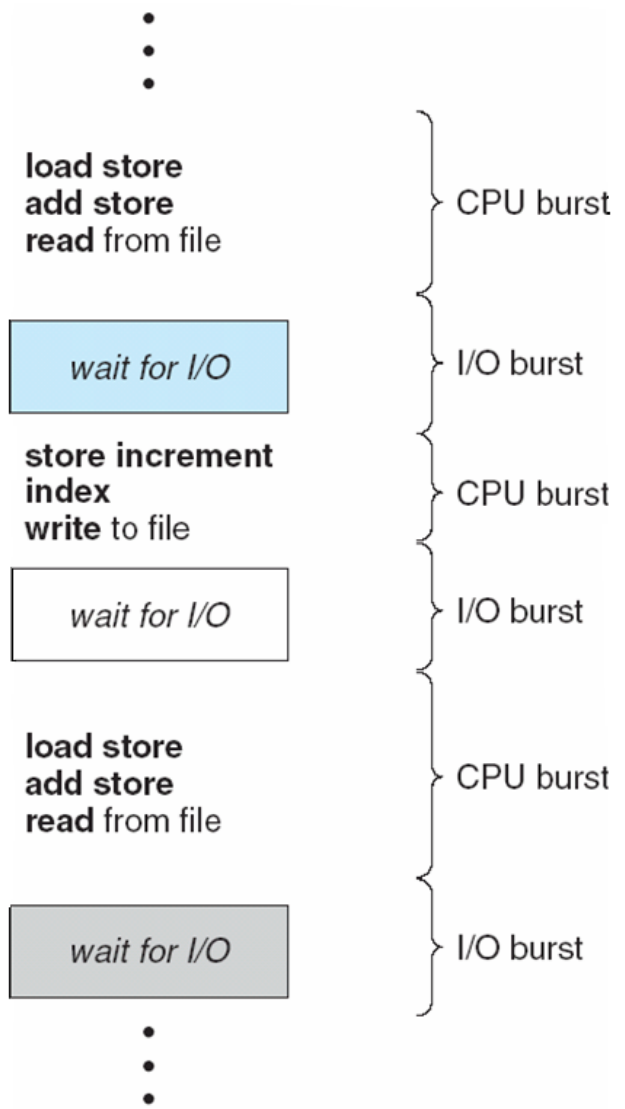 load store
add store
read from file
CPU burst
wait for I/O
I/O burst
store increment
index
write to file
CPU burst
wait for I/O
I/O burst
load store
add store
read from file
CPU burst
wait for I/O
I/O burst